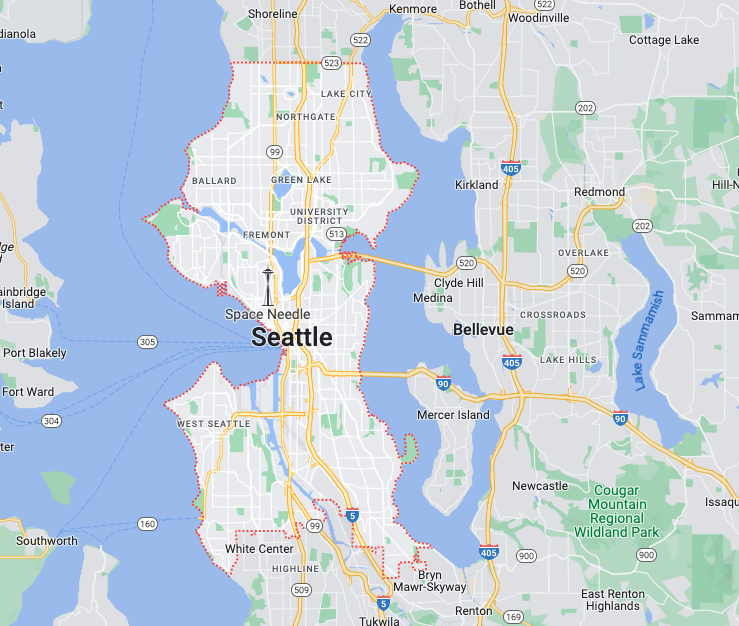 Shoreline
Kenmore
Bothell
522
Woodinville
dianola
522
Cottage Lake
523
LAKE CITY
202
NORTHGATE
99
405
BALLARD
GREEN LAKE
Kirkland
Redmond
Hill-N
UNIVERSITY
DISTRICT
202
FREMONT
513
dge
OVERLAKE
520
520
Clyde Hill
ainbridge
Island
Medina
Space Needle
CROSSROADS
Sammam
Seattle
Bellevue
305
Port Blakely
LAKE HILLS
405
Lake Sammamish
Fort Ward
90
Mercer Island
90
304
WEST SEATTLE
ter
Newcastle
Cougar
Mountain
Regional
Wildland Park
Issaqu
5
160
99
Southworth
White Center
405
900
900
HIGHLINE
Bryn
Mawr-Skyway
509
East Renton
Highlands
5
Renton
169
Tukwila